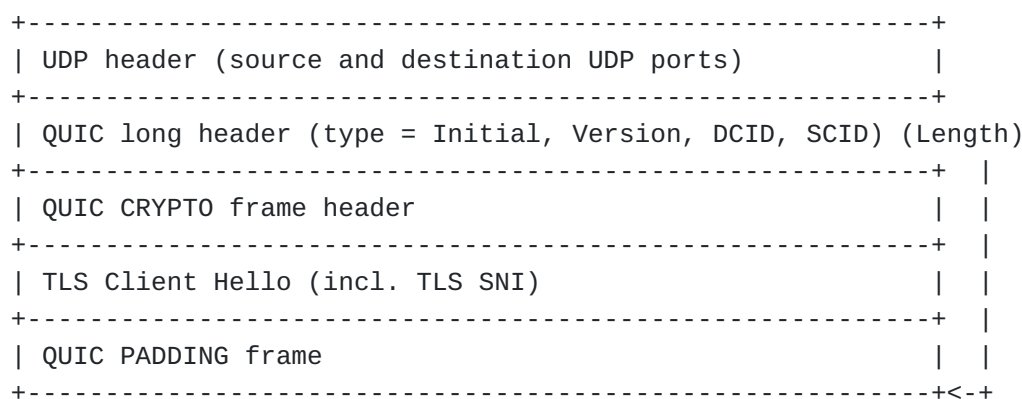 +----------------------------------------------------------+
| UDP header (source and destination UDP ports)            |
+----------------------------------------------------------+
| QUIC long header (type = Initial, Version, DCID, SCID) (Length)
+----------------------------------------------------------+  |
| QUIC CRYPTO frame header                                 |  |
+----------------------------------------------------------+  |
| TLS Client Hello (incl. TLS SNI)                         |  |
+----------------------------------------------------------+  |
| QUIC PADDING frame                                       |  |
+----------------------------------------------------------+<-+